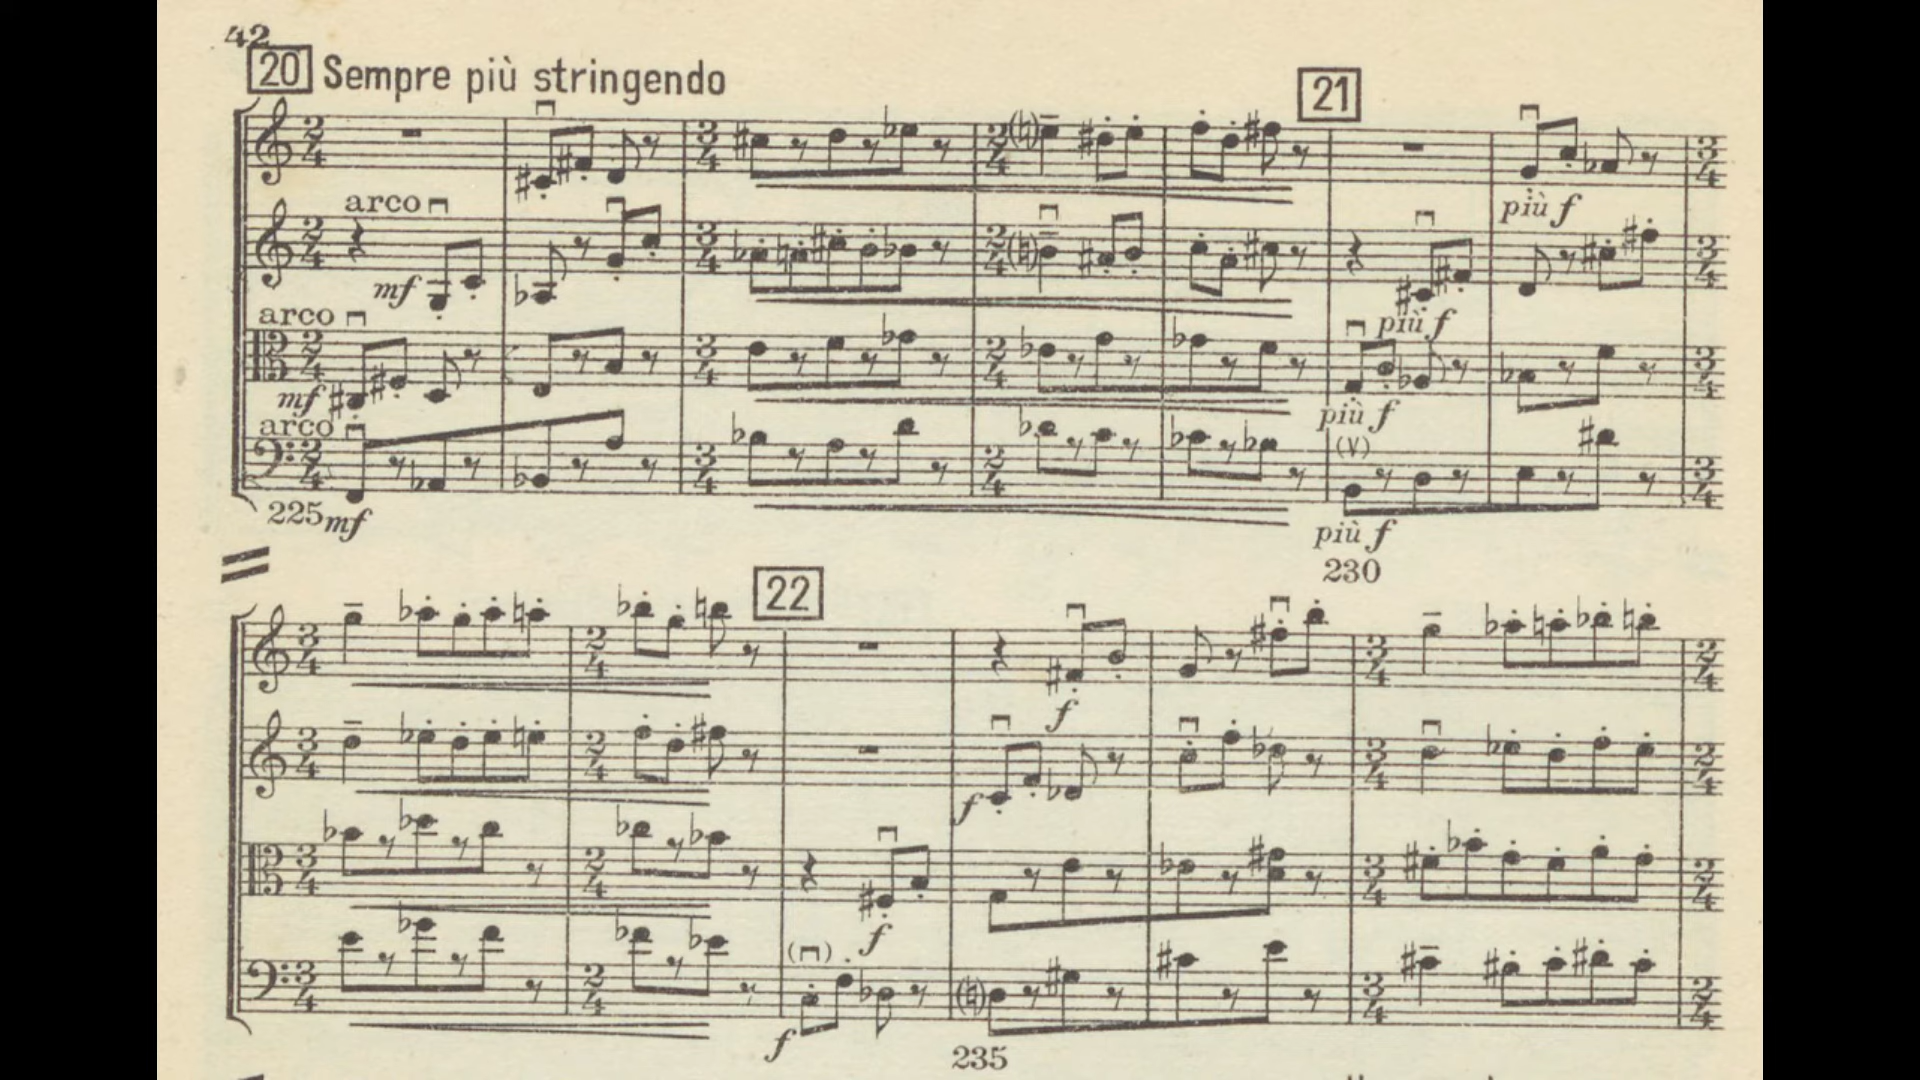 42
20 Sempre più stringendo
21
arco
più f
mf
arco
più f
mf
più f
arco
(V)
225 mf
più f
230
22
f
f
f
f
235